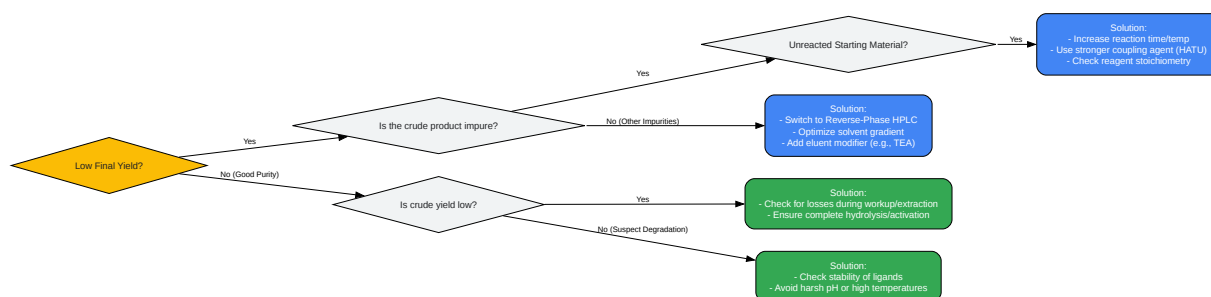 Low Final Yield?
Yes
No (Good Purity)
Is the crude product impure?
Yes
No (Other Impurities)
Unreacted Starting Material?
Yes
Solution:
- Increase reaction time/temp
- Use stronger coupling agent (HATU)
- Check reagent stoichiometry
Solution:
- Switch to Reverse-Phase HPLC
- Optimize solvent gradient
- Add eluent modifier (e.g., TEA)
Is crude yield low?
Yes
No (Suspect Degradation)
Solution:
- Check for losses during workup/extraction
- Ensure complete hydrolysis/activation
Solution:
- Check stability of ligands
- Avoid harsh pH or high temperatures